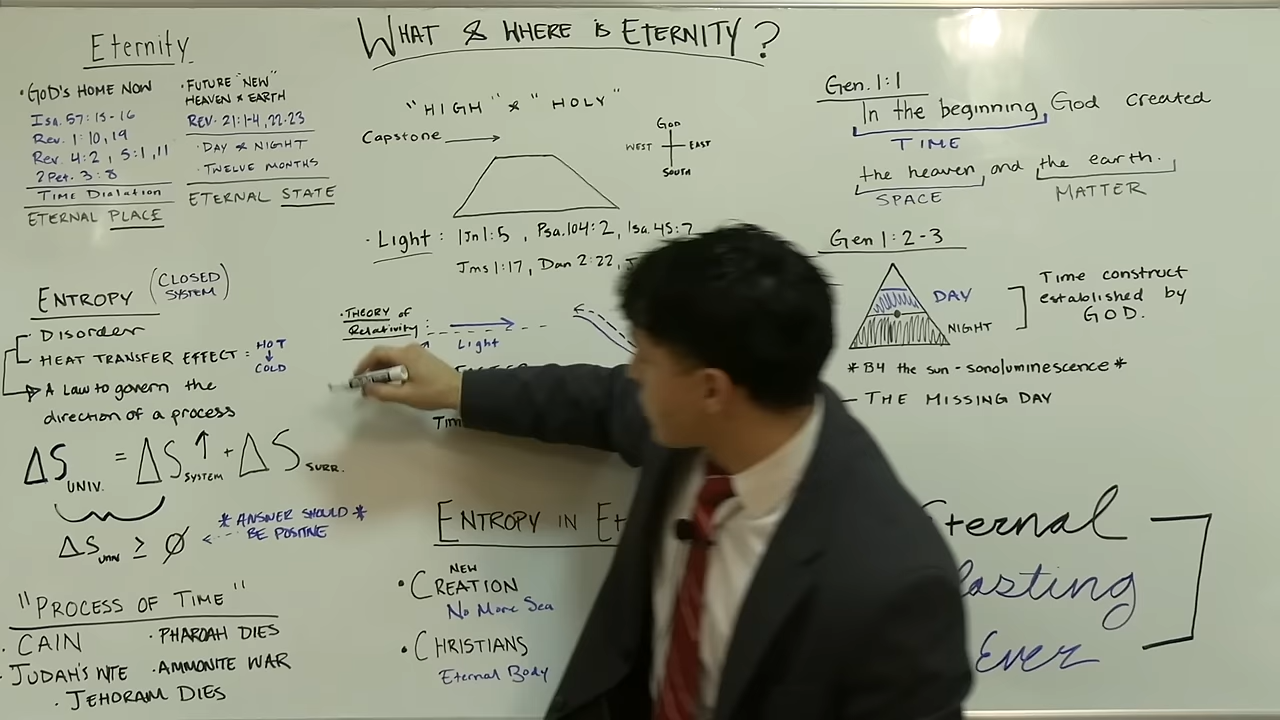 WHAT & WHERE IS ETERNITY?
Eternity
• GOD'S HOME NOW
Isa. 57:15-16
Rev. 1:10, 19
Rev. 4:2, 5:1, 11
2 Pet. 3:8
TIME DIALATION
ETERNAL PLACE
• FUTURE "NEW"
HEAVEN & EARTH
REV. 21:1-4, 22-23
• DAY & NIGHT
• TWELVE MONTHS
ETERNAL STATE
ENTROPY (CLOSED
SYSTEM)
• DISORDER
• HEAT TRANSFER EFFECT : HOT
↓
COLD
• A LAW TO govern the
direction of a process
ΔS UNIV. = ΔS SYSTEM ↑ + ΔS SURR.
ΔS UNIV ≥ Ø
* ANSWER SHOULD *
BE POSITIVE
"PROCESS OF TIME"
• CAIN
• JUDAH'S WIFE
• JEHORAM DIES
• PHAROAH DIES
• AMMONITE WAR
"HIGH" & "HOLY"
Capstone →
GOD
WEST EAST
SOUTH
• Light : 1Jn 1:5, Psa. 104:2, Isa. 45:7
Jms 1:17, Dan 2:22,
• THEORY of
Relativity :
Light
ENTROPY IN
• NEW
CREATION
No More Sea
• CHRISTIANS
Eternal Body
Gen. 1:1
In the beginning, God created
TIME
the heaven, and the earth.
SPACE
MATTER
Gen 1:2-3
DAY
NIGHT
Time construct
established by
GOD.
* B4 the sun - sonoluminescence *
— THE MISSING DAY
Ever